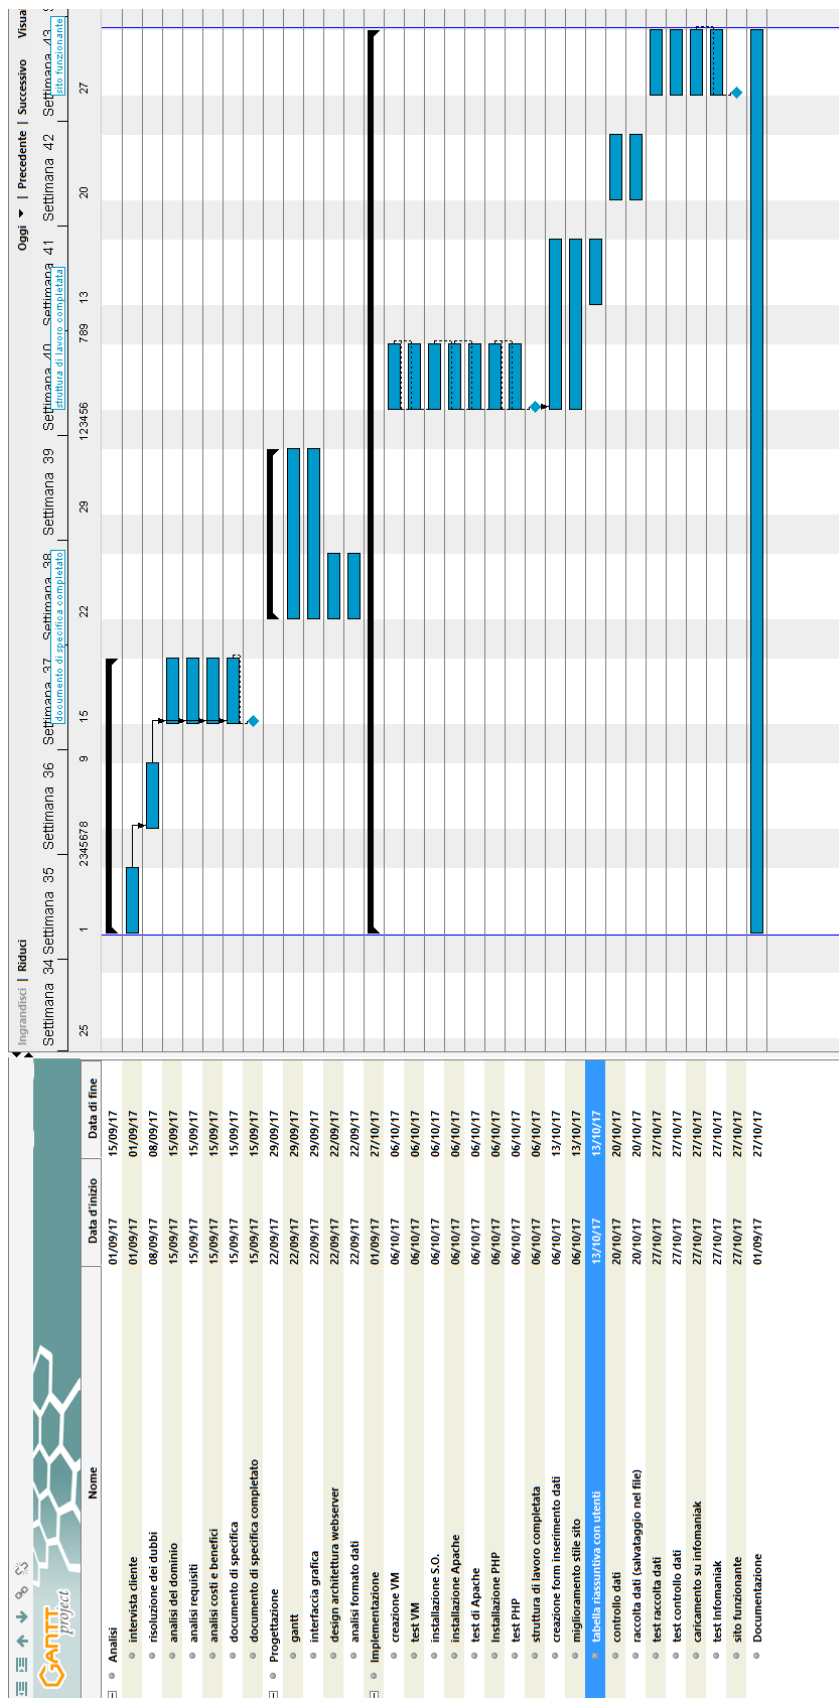 GANTT
project
Nome Data d'inizio Data di fine
Analisi 01/09/17 15/09/17
intervista cliente 01/09/17 01/09/17
risoluzione dei dubbi 08/09/17 08/09/17
analisi del dominio 15/09/17 15/09/17
analisi requisiti 15/09/17 15/09/17
analisi costi e benefici 15/09/17 15/09/17
documento di specifica 15/09/17 15/09/17
documento di specifica completato 15/09/17 15/09/17
Progettazione 22/09/17 29/09/17
gantt 22/09/17 29/09/17
interfaccia grafica 22/09/17 29/09/17
design architettura webserver 22/09/17 22/09/17
analisi formato dati 22/09/17 22/09/17
Implementazione 01/09/17 27/10/17
creazione VM 06/10/17 06/10/17
test VM 06/10/17 06/10/17
installazione S.O. 06/10/17 06/10/17
installazione Apache 06/10/17 06/10/17
test di Apache 06/10/17 06/10/17
Installazione PHP 06/10/17 06/10/17
test PHP 06/10/17 06/10/17
struttura di lavoro completata 06/10/17 06/10/17
creazione form inserimento dati 06/10/17 13/10/17
miglioramento stile sito 06/10/17 13/10/17
tabella riassuntiva con utenti 13/10/17 13/10/17
controllo dati 20/10/17 20/10/17
raccolta dati (salvataggio nel file) 20/10/17 20/10/17
test raccolta dati 27/10/17 27/10/17
test controllo dati 27/10/17 27/10/17
caricamento su infomaniak 27/10/17 27/10/17
test Infomaniak 27/10/17 27/10/17
sito funzionante 27/10/17 27/10/17
Documentazione 01/09/17 27/10/17
Ingrandisci | Riduci Oggi | Precedente | Successivo Visua
Settimana 34 Settimana 35 Settimana 36 Settimana 37 Settimana 38 Settimana 39 Settimana 40 Settimana 41 Settimana 42 Settimana 43
documento di specifica completato struttura di lavoro completata sito funzionante
25 1 2345678 9 15 22 29 123456 789 13 20 27